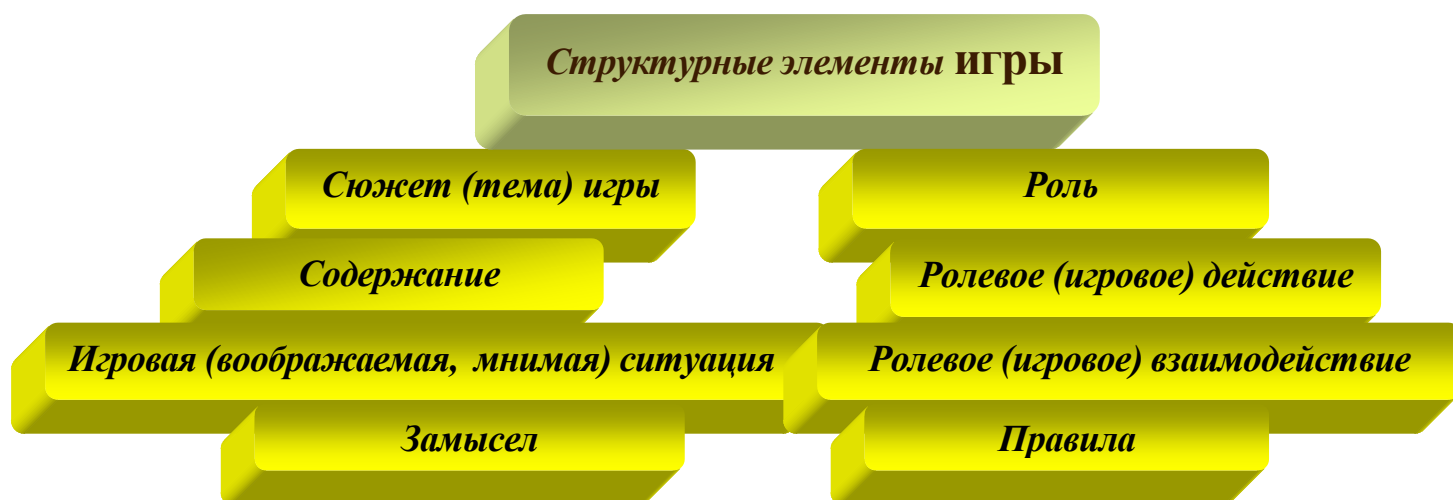 Структурные элементы игры
Сюжет (тема) игры
Содержание
Игровая (воображаемая, мнимая) ситуация
Замысел
Роль
Ролевое (игровое) действие
Ролевое (игровое) взаимодействие
Правила